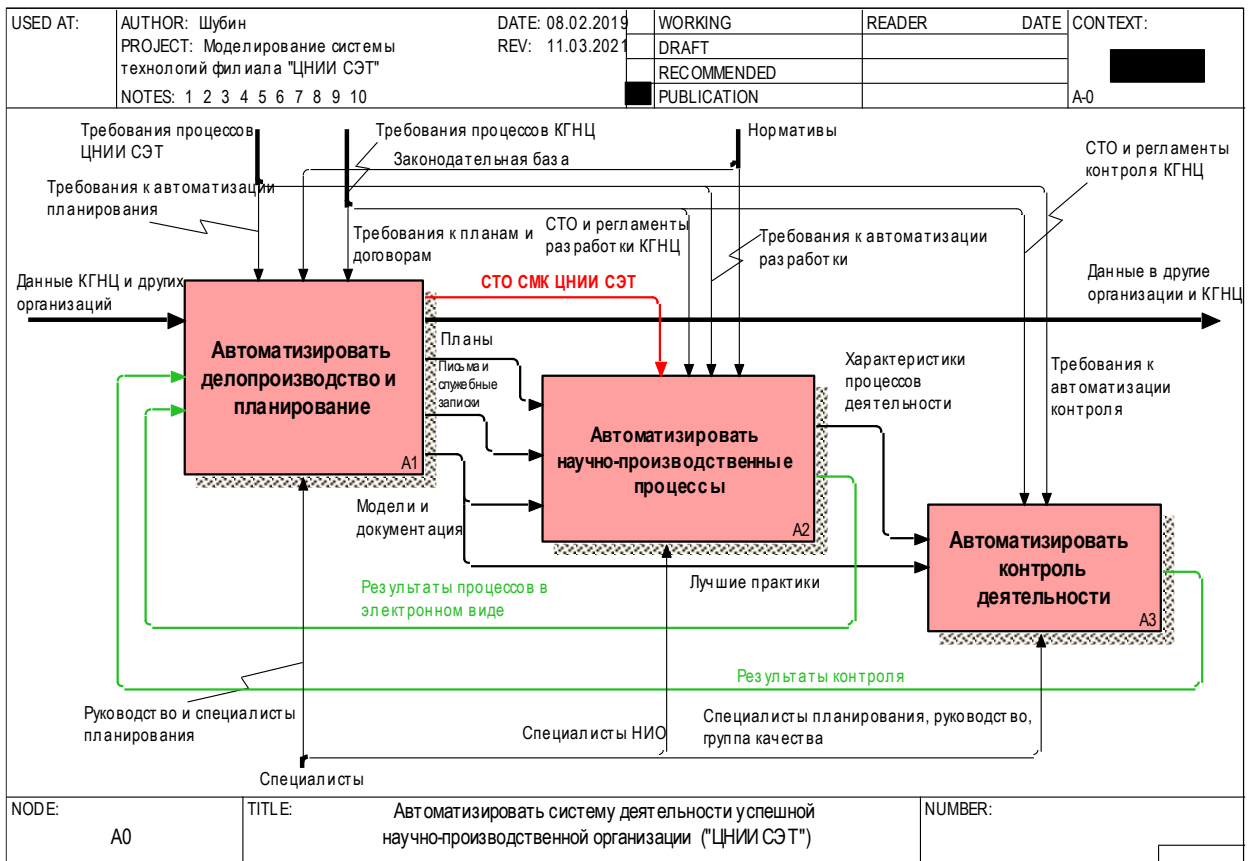 USED AT:
AUTHOR: Шубин
DATE: 08.02.2019
WORKING
READER
DATE
CONTEXT:
PROJECT: Моделирование системы
REV: 11.03.2021
DRAFT
технологий филиала "ЦНИИ СЭТ"
RECOMMENDED
NOTES: 1 2 3 4 5 6 7 8 9 10
PUBLICATION
A-0
Требования процессов
ЦНИИ СЭТ
Требования процессов КГНЦ
Нормативы
Законодательная база
СТО и регламенты
контроля КГНЦ
Требования к автоматизации
планирования
Требования к планам и
договорам
СТО и регламенты
разработки КГНЦ
Требования к автоматизации
разработки
Данные КГНЦ и других
организаций
СТО СМК ЦНИИ СЭТ
Данные в другие
организации и КГНЦ
Автоматизировать
делопроизводство и
планирование
A1
Планы
Письма и
служебные
записки
Характеристики
процессов
деятельности
Требования к
автоматизации
контроля
Автоматизировать
научно-производственные
процессы
A2
Модели и
документация
Автоматизировать
контроль
деятельности
A3
Лучшие практики
Результаты процессов в
электронном виде
Результаты контроля
Руководство и специалисты
планирования
Специалисты НИО
Специалисты планирования, руководство,
группа качества
Специалисты
NODE:
A0
TITLE:
Автоматизировать систему деятельности успешной
научно-производственной организации ("ЦНИИ СЭТ")
NUMBER: